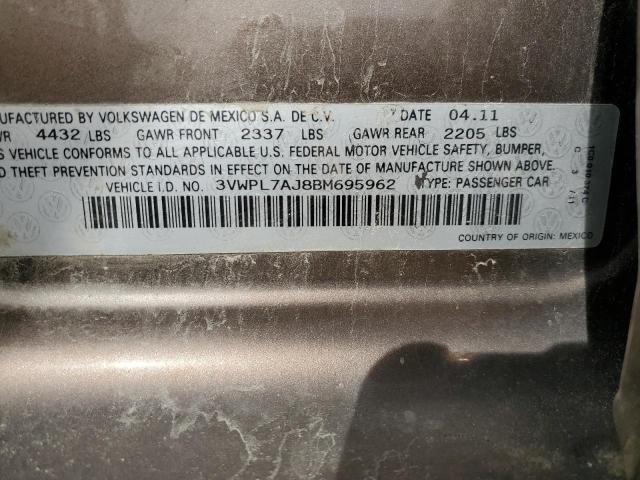 UFACTURED BY VOLKSWAGEN DE MEXICO S.A. DE C.V. DATE 04.11
WR 4432 LBS GAWR FRONT 2337 LBS GAWR REAR 2205 LBS
S VEHICLE CONFORMS TO ALL APPLICABLE U.S. FEDERAL MOTOR VEHICLE SAFETY, BUMPER,
D THEFT PREVENTION STANDARDS IN EFFECT ON THE DATE OF MANUFACTURE SHOWN ABOVE.
VEHICLE I.D. NO. 3VWPL7AJ8BM695962 TYPE: PASSENGER CAR
COUNTRY OF ORIGIN: MEXICO